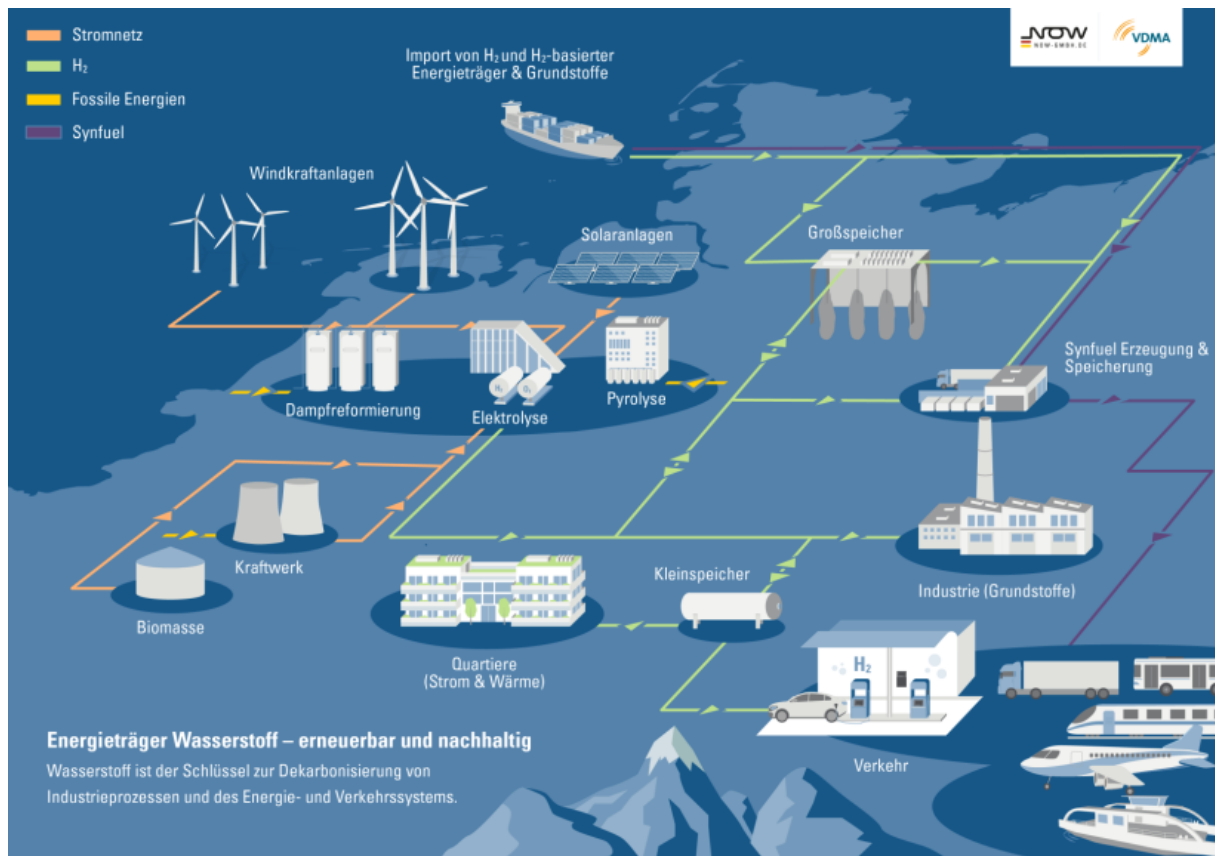 Stromnetz
H₂
Fossile Energien
Synfuel
Import von H₂ und H₂-basierter
Energieträger & Grundstoffe
NOW
NOW-GMBH.DE
VDMA
Windkraftanlagen
Solaranlagen
Großspeicher
Synfuel Erzeugung &
Speicherung
Dampfreformierung
H₂
O₂
Elektrolyse
Pyrolyse
Kraftwerk
Biomasse
Quartiere
(Strom & Wärme)
Kleinspeicher
Industrie (Grundstoffe)
H₂
Verkehr
Energieträger Wasserstoff – erneuerbar und nachhaltig
Wasserstoff ist der Schlüssel zur Dekarbonisierung von
Industrieprozessen und des Energie- und Verkehrssystems.